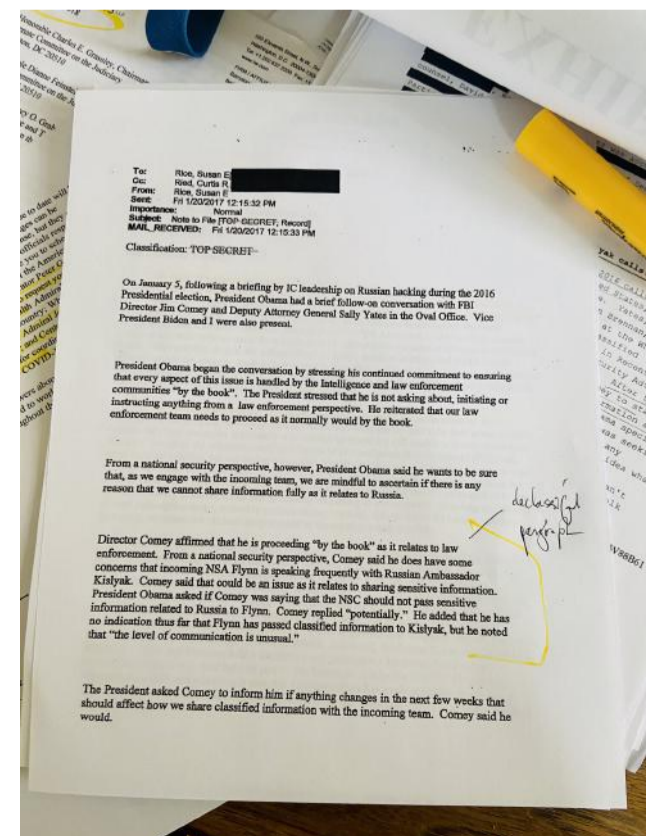 Honorable Charles E. Grassley, Chairman
Committee on the Judiciary
DC 20510
Dianne
20510
COVID-
yak calls
W88B61
To: Rice, Susan E
Cc: Ried, Curtis R
From: Rice, Susan E
Sent: Fri 1/20/2017 12:15:32 PM
Importance: Normal
Subject: Note to File [TOP SECRET, Record]
MAIL_RECEIVED: Fri 1/20/2017 12:15:33 PM
Classification: TOP SECRET
On January 5, following a briefing by IC leadership on Russian hacking during the 2016
Presidential election, President Obama had a brief follow-on conversation with FBI
Director Jim Comey and Deputy Attorney General Sally Yates in the Oval Office. Vice
President Biden and I were also present.
President Obama began the conversation by stressing his continued commitment to ensuring
that every aspect of this issue is handled by the Intelligence and law enforcement
communities "by the book". The President stressed that he is not asking about, initiating or
instructing anything from a law enforcement perspective. He reiterated that our law
enforcement team needs to proceed as it normally would by the book.
From a national security perspective, however, President Obama said he wants to be sure
that, as we engage with the incoming team, we are mindful to ascertain if there is any
reason that we cannot share information fully as it relates to Russia.
declassified
paragraph
Director Comey affirmed that he is proceeding "by the book" as it relates to law
enforcement. From a national security perspective, Comey said he does have some
concerns that incoming NSA Flynn is speaking frequently with Russian Ambassador
Kislyak. Comey said that could be an issue as it relates to sharing sensitive information.
President Obama asked if Comey was saying that the NSC should not pass sensitive
information related to Russia to Flynn. Comey replied "potentially." He added that he has
no indication thus far that Flynn has passed classified information to Kislyak, but he noted
that "the level of communication is unusual."
The President asked Comey to inform him if anything changes in the next few weeks that
should affect how we share classified information with the incoming team. Comey said he
would.